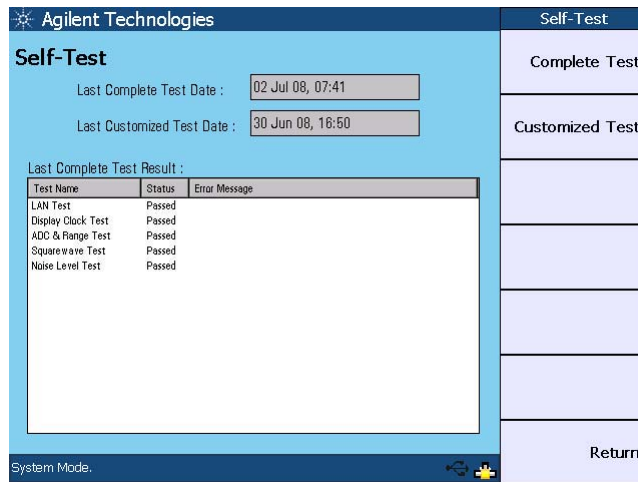 Agilent Technologies
Self-Test
Self-Test
Last Complete Test Date : 02 Jul 08, 07:41
Last Customized Test Date : 30 Jun 08, 16:50
Last Complete Test Result :
Test Name Status Error Message
LAN Test Passed
Display Clock Test Passed
ADC & Range Test Passed
Squarewave Test Passed
Noise Level Test Passed
System Mode.
Complete Test
Customized Test
Return